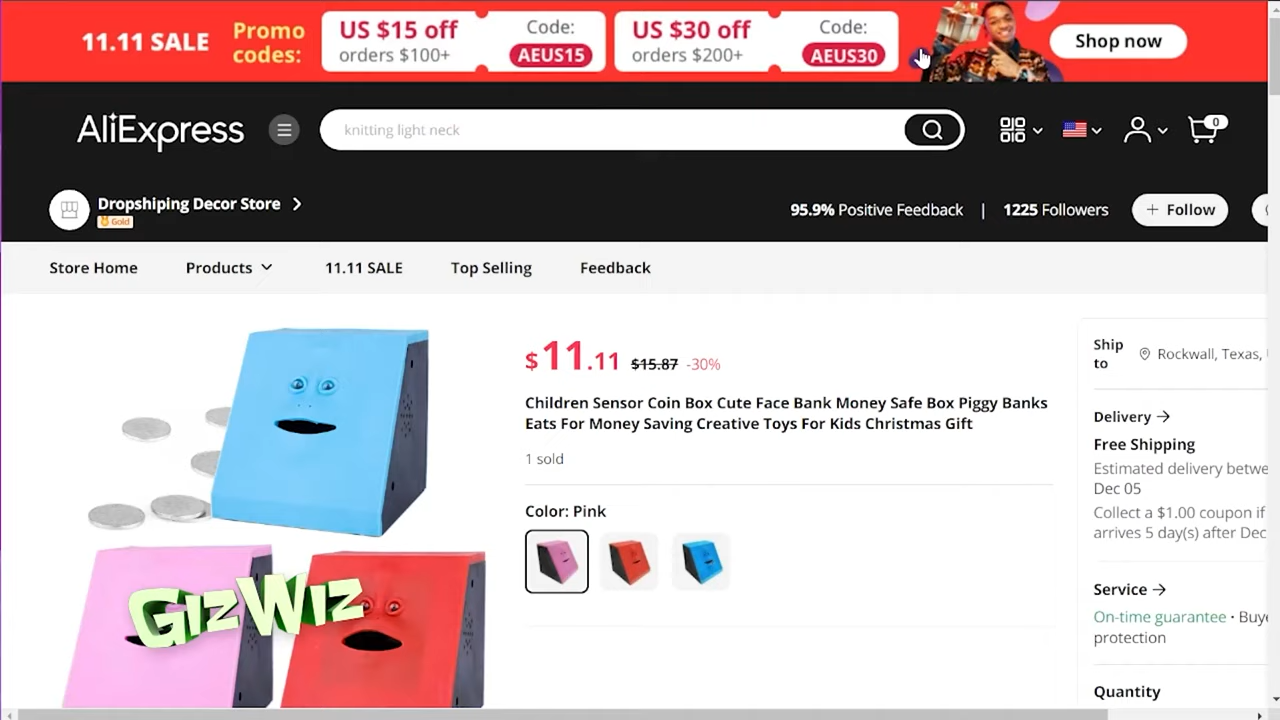 11.11 SALE
Promo codes:
US $15 off
orders $100+
Code:
AEUS15
US $30 off
orders $200+
Code:
AEUS30
Shop now
AliExpress
knitting light neck
0
Dropshiping Decor Store
Gold
95.9% Positive Feedback | 1225 Followers
+ Follow
Store Home
Products
11.11 SALE
Top Selling
Feedback
$11.11 $15.87 -30%
Children Sensor Coin Box Cute Face Bank Money Safe Box Piggy Banks
Eats For Money Saving Creative Toys For Kids Christmas Gift
1 sold
Color: Pink
Ship to
Rockwall, Texas,
Delivery
Free Shipping
Estimated delivery betwe
Dec 05
Collect a $1.00 coupon if
arrives 5 day(s) after Dec
Service
On-time guarantee · Buye
protection
Quantity
GizWiz